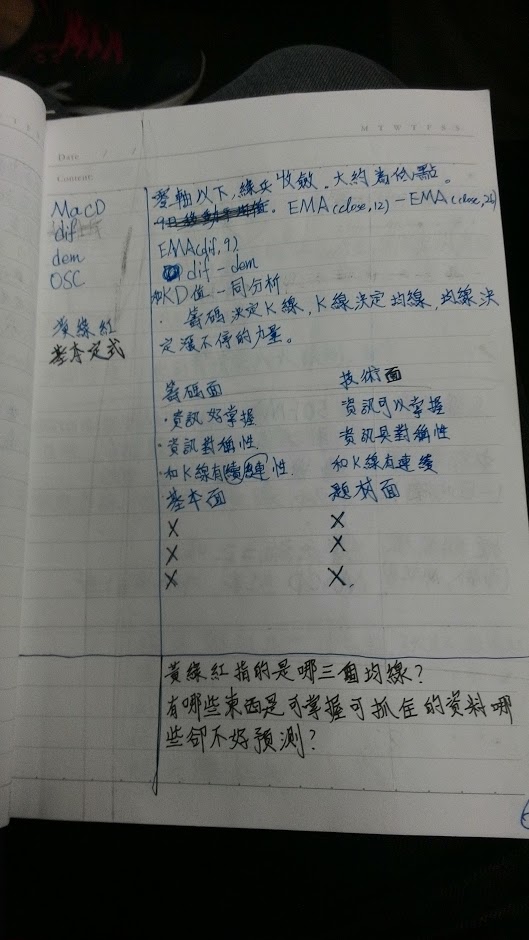 M T W T F S S
Date / /
Content:
MaCD
dif
dem
OSC
黃綠紅
基本定式
零軸以下,綠兵收斂。大約為低點。
EMA(close,12)-EMA(close,26)
EMA(dif,9)
dif-dem
和KD值一同分析
·籌碼決定K線,K線決定均線,均線決
定漲不停的力量。
籌碼面 技術面
·資訊好掌握 資訊可以掌握
·資訊對稱性 資訊具對稱性
·和K線有連性 和K線有連續
基本面 題材面
X X
X X
X X
黃綠紅指的是哪三個均線?
有哪些東西是可掌握可抓住的資料哪
些卻不好預測?